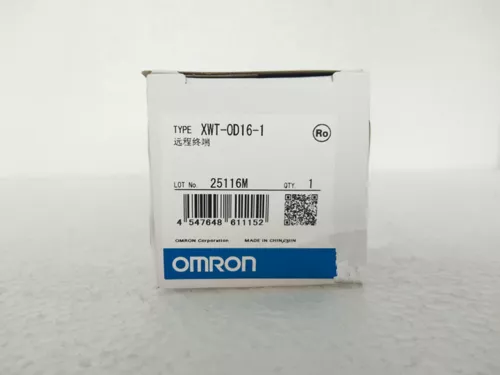 TYPE XWT-OD16-1
远程终端
Ro
LOT No. 25116M QTY. 1
4 547648 611152
OMRON Corporation MADE IN CHINA
OMRON